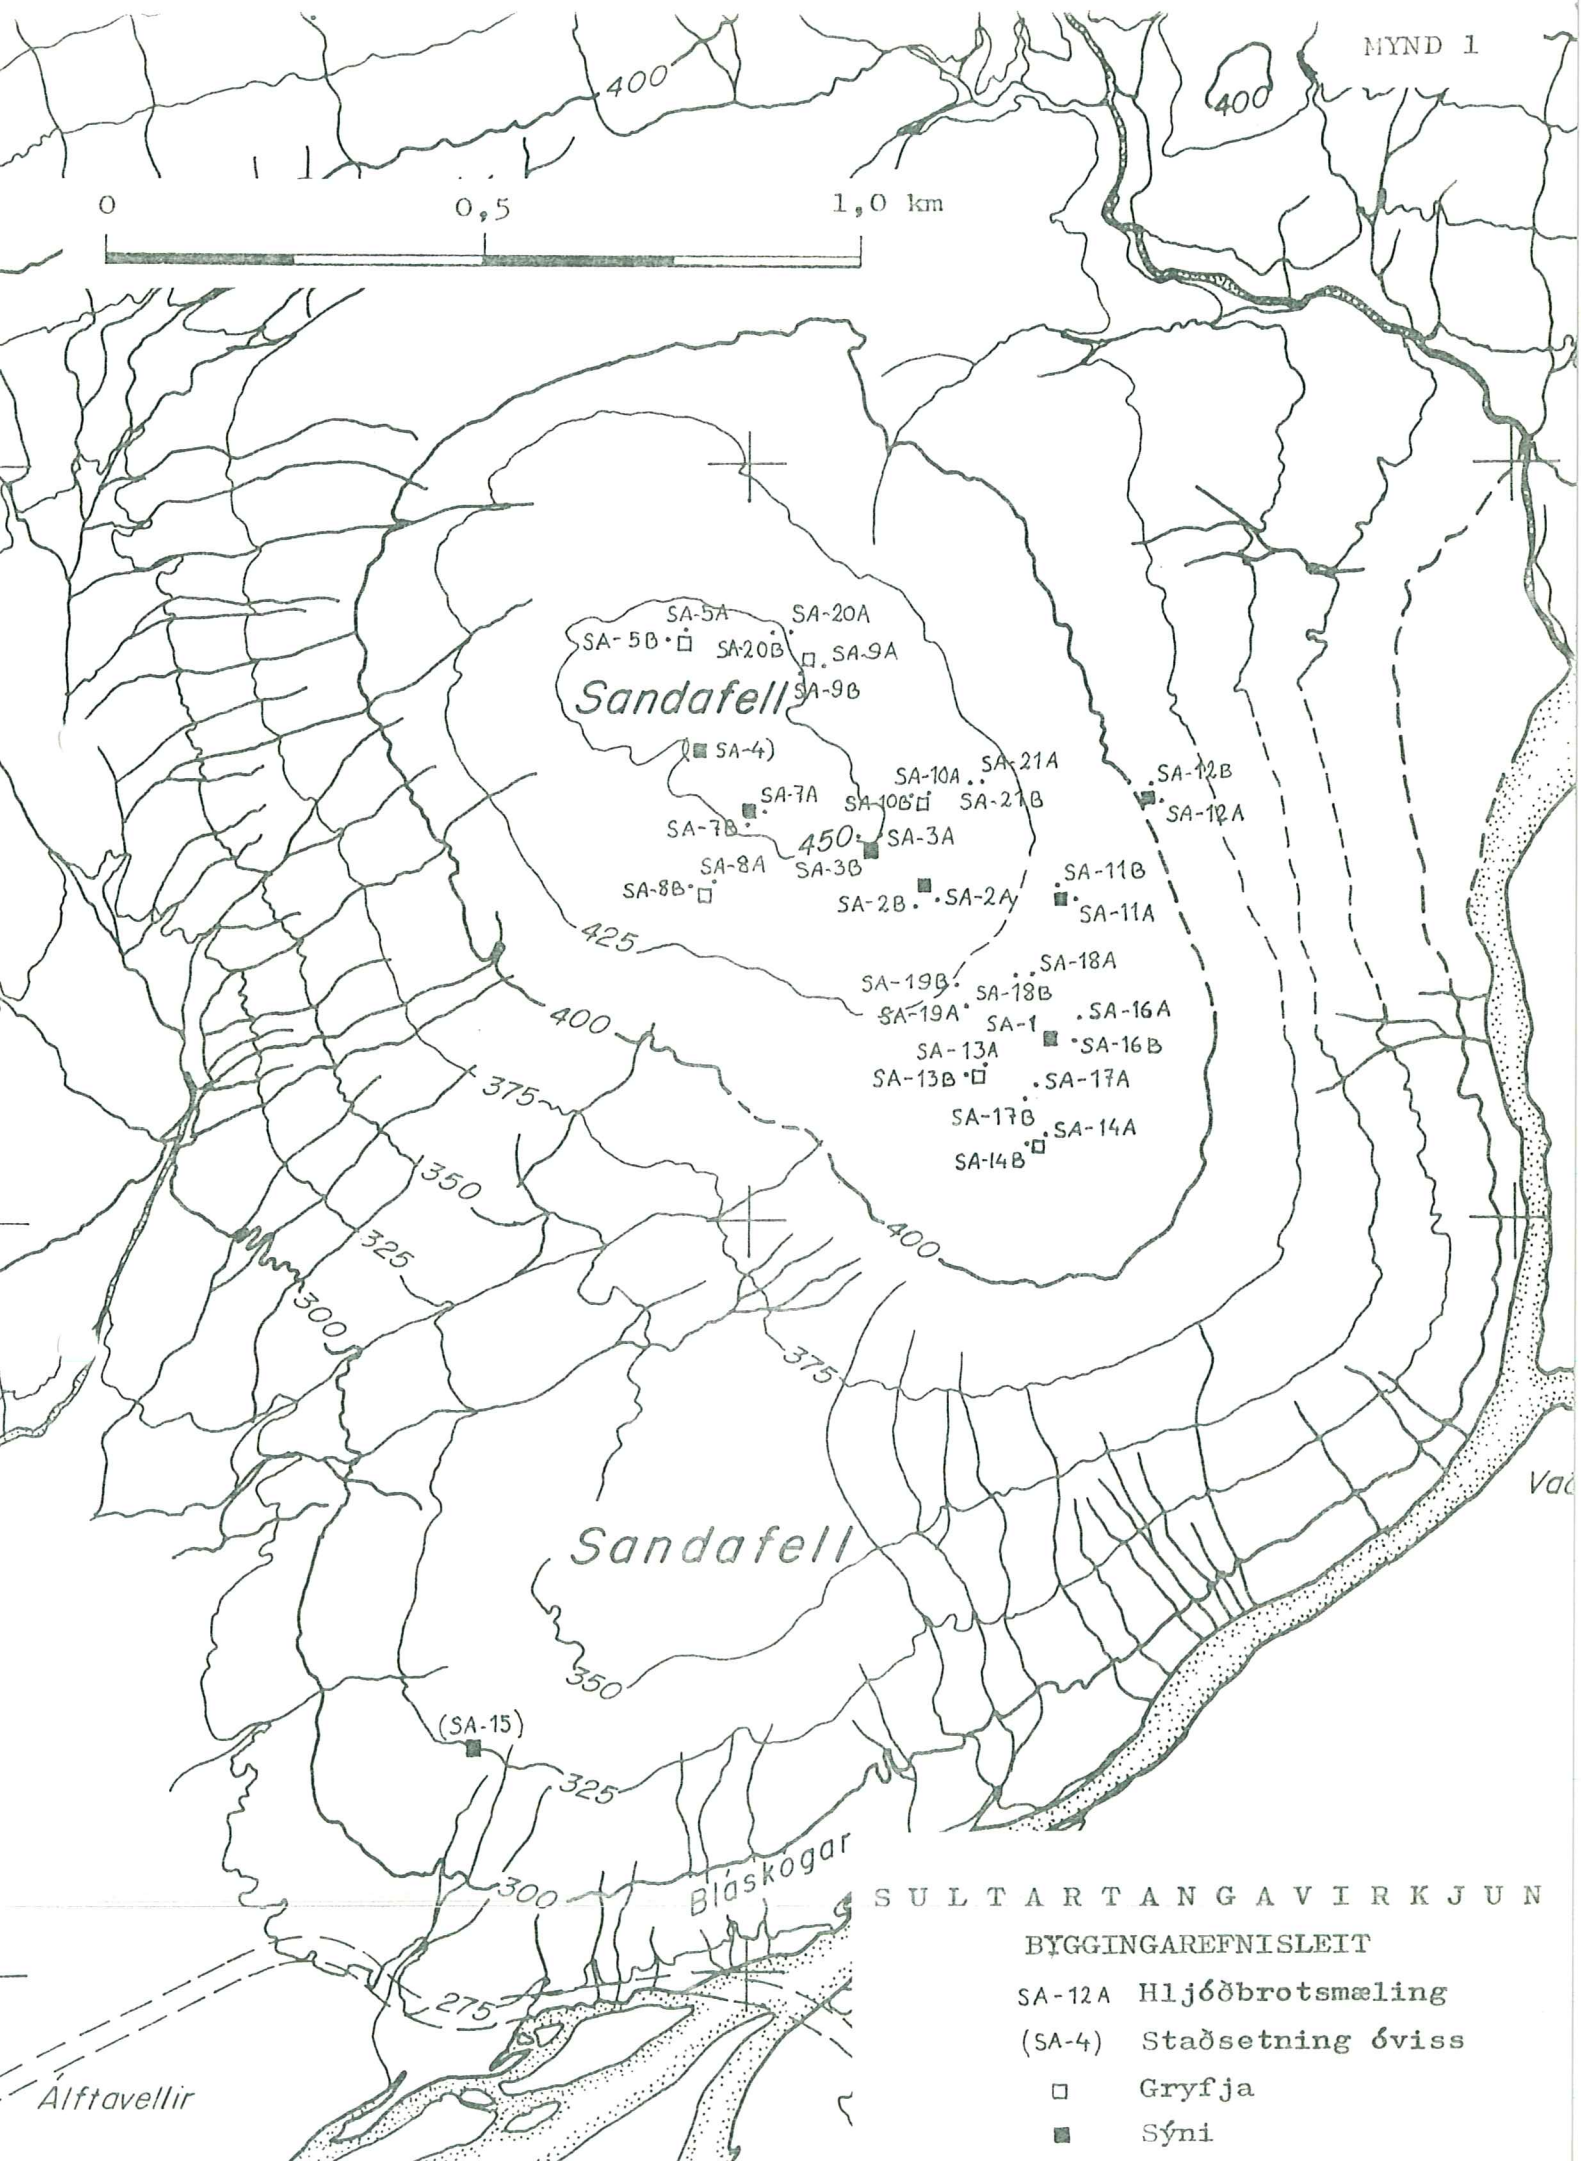 MYND 1
400
400
0 0,5 1,0 km
SA-5A
SA-20A
SA-5B
SA-20B
SA-9A
Sandafell
SA-9B
(SA-4)
SA-21A
SA-10A
SA-12B
SA-7A
SA-10B
SA-21B
SA-12A
SA-7B
450
SA-3A
SA-8A
SA-3B
SA-11B
SA-8B
SA-2B
SA-2A
SA-11A
425
SA-18A
SA-19B
SA-18B
SA-19A
SA-16A
400
SA-1
SA-16B
SA-13A
SA-13B
SA-17A
375
SA-17B
SA-14A
SA-14B
350
325
400
300
375
Sandafell
350
(SA-15)
325
300
Bláskógar
275
Álftavellir
SULTARTANGAVIRKJUN
BYGGINGAREFNISLEIT
SA-12A Hljóðbrotsmæling
(SA-4) Staðsetning óviss
Gryfja
Sýni